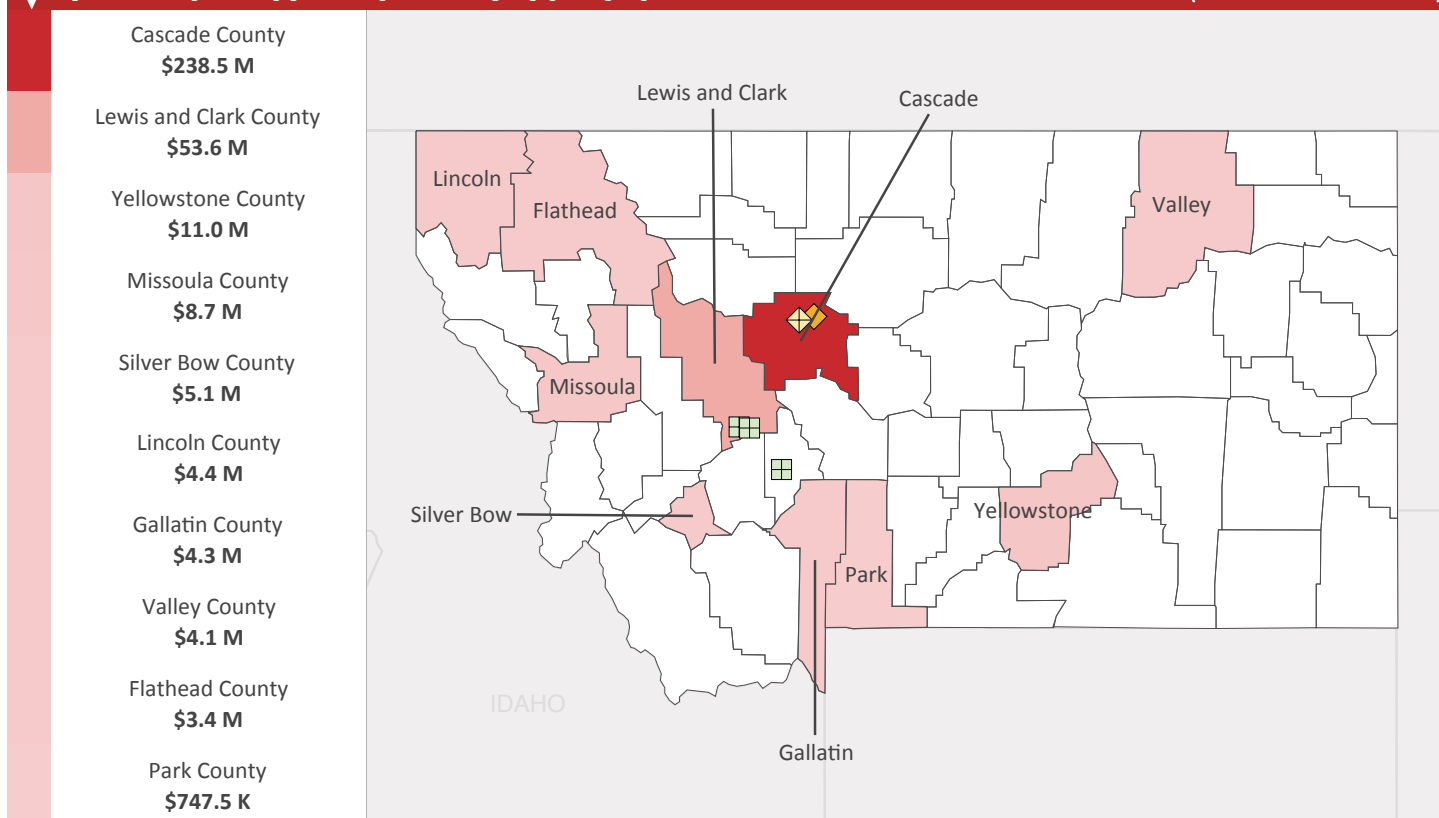 Cascade County
$238.5 M
Lewis and Clark County
$53.6 M
Yellowstone County
$11.0 M
Missoula County
$8.7 M
Silver Bow County
$5.1 M
Lincoln County
$4.4 M
Gallatin County
$4.3 M
Valley County
$4.1 M
Flathead County
$3.4 M
Park County
$747.5 K
Lewis and Clark
Cascade
Lincoln
Flathead
Valley
Missoula
Silver Bow
Yellowstone
Park
IDAHO
Gallatin